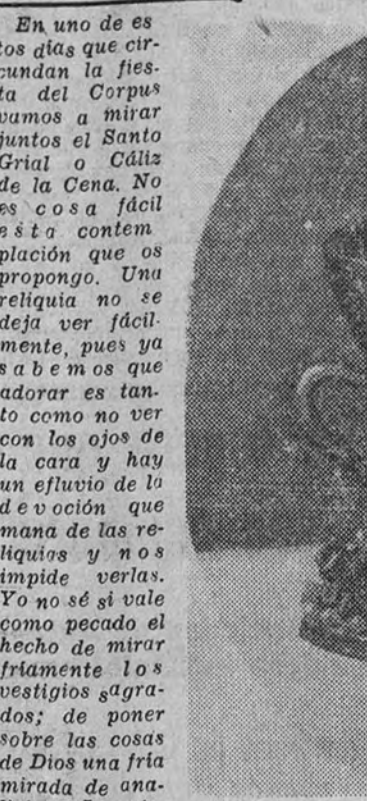 En uno de es
tos días que cir-
cundan la fies-
ta del Corpus
vamos a mirar
juntos el Santo
Grial o Cáliz
de la Cena. No
es cosa fácil
esta contem
plación que os
propongo. Una
reliquia no se
deja ver fácil-
mente, pues ya
sabemos que
adorar es tan-
to como no ver
con los ojos de
la cara y hay
un efluvio de la
devoción que
mana de las re-
liquias y nos
impide verlas.
Yo no sé si vale
como pecado el
hecho de mirar
friamente los
vestigios sagra-
dos; de poner
sobre las cosas
de Dios una fría
mirada de ana-